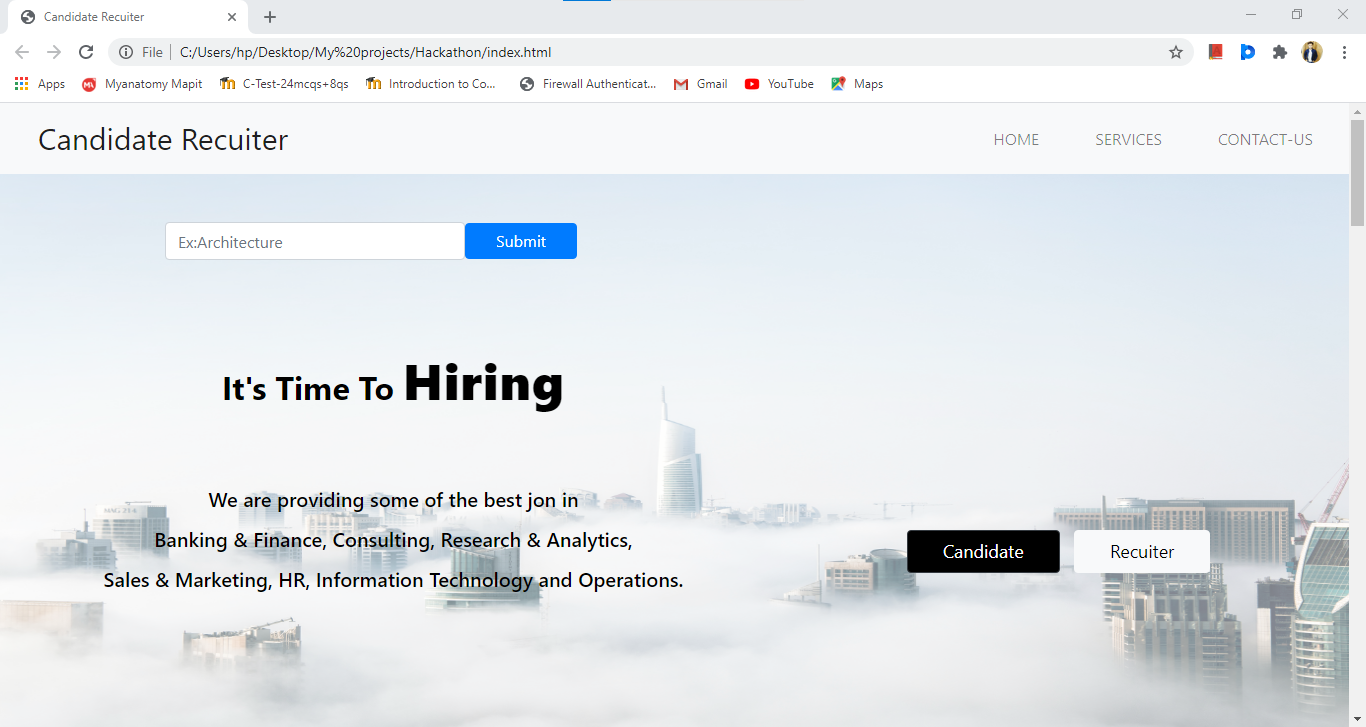 Candidate Recuiter
File C:/Users/hp/Desktop/My%20projects/Hackathon/index.html
Apps Myanatomy Mapit C-Test-24mcqs+8qs Introduction to Co... Firewall Authenticat... Gmail YouTube Maps
Candidate Recuiter HOME SERVICES CONTACT-US
Ex:Architecture Submit
It's Time To Hiring
We are providing some of the best jon in
Banking & Finance, Consulting, Research & Analytics,
Candidate Recuiter
Sales & Marketing, HR, Information Technology and Operations.